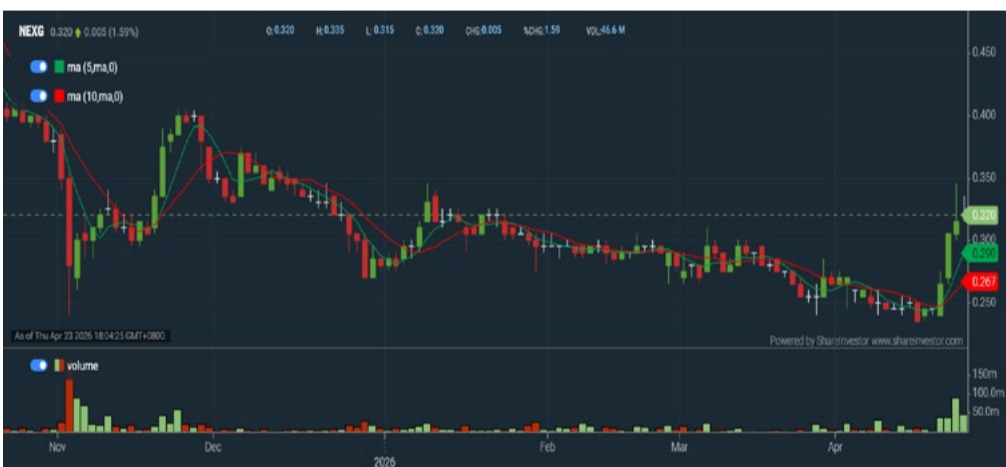 NEXG 0.320 0.005 (1.59%) O:0.320 H:0.335 L:0.315 C:0.320 CHG:0.005 %CHG:1.59 VOL:46.6 M
ma (5,ma,0)
ma (10,ma,0)
0.450
0.400
0.350
0.320
0.300
0.290
0.267
0.250
As of Thu Apr 23 2026 18:04:25 GMT+0800.
Powered by ShareInvestor www.shareinvestor.com
volume
150m
100.0m
50.0m
Nov Dec Feb Mar Apr
2026